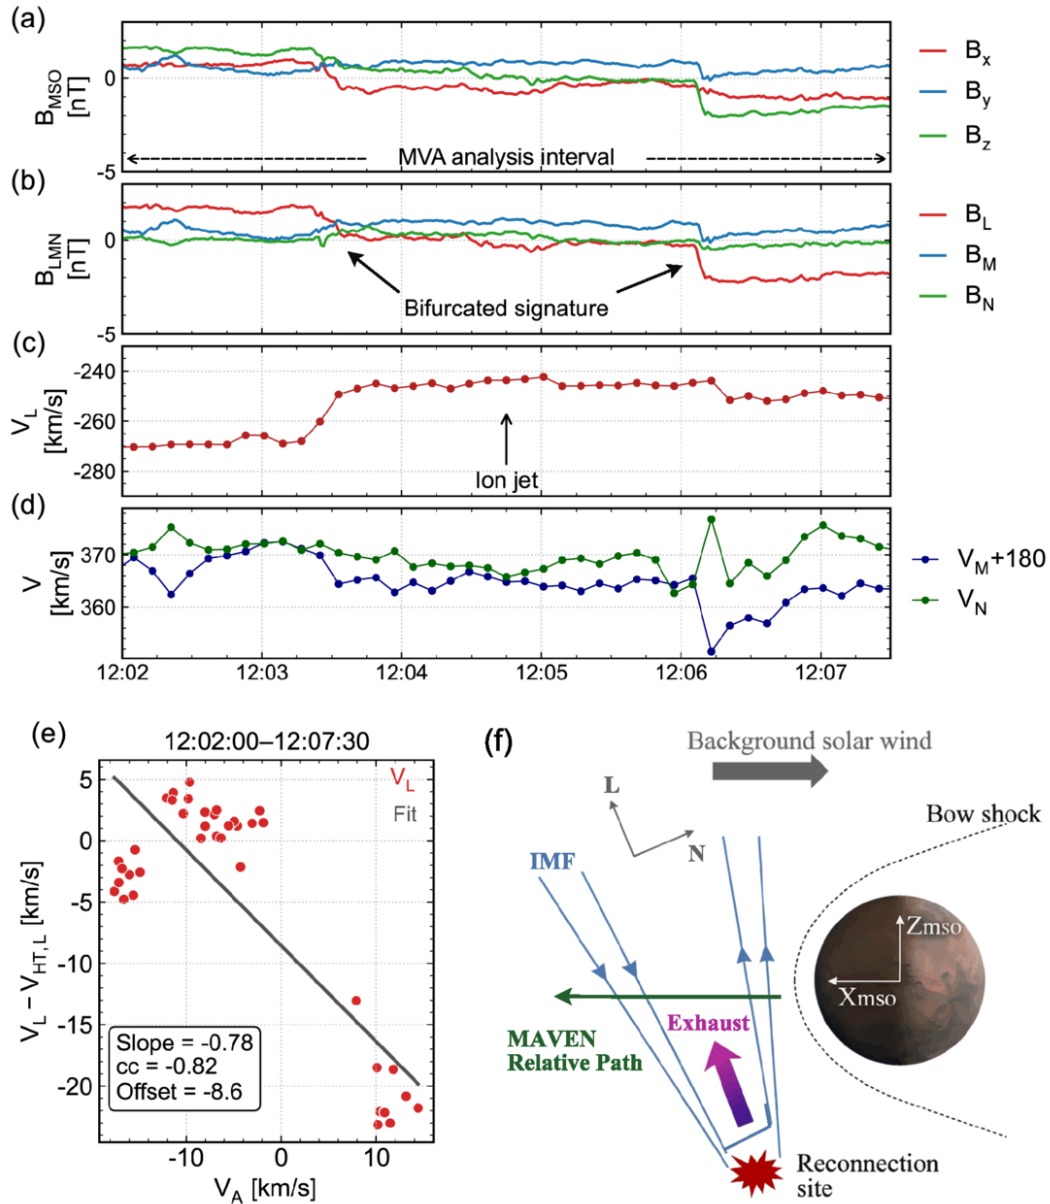 (a)
0
-5
B_MSO [nT]
MVA analysis interval
B_x
B_y
B_z
(b)
0
-5
B_LMN [nT]
Bifurcated signature
B_L
B_M
B_N
(c)
-240
-260
-280
V_L [km/s]
Ion jet
(d)
370
360
V [km/s]
V_M+180
V_N
12:02
12:03
12:04
12:05
12:06
12:07
(e)
12:02:00–12:07:30
5
0
-5
-10
-15
-20
V_L − V_HT,L [km/s]
V_L
Fit
Slope = -0.78
cc = -0.82
Offset = -8.6
-10
0
10
V_A [km/s]
(f)
Background solar wind
L
N
IMF
Bow shock
Zmso
Xmso
Exhaust
MAVEN
Relative Path
Reconnection
site